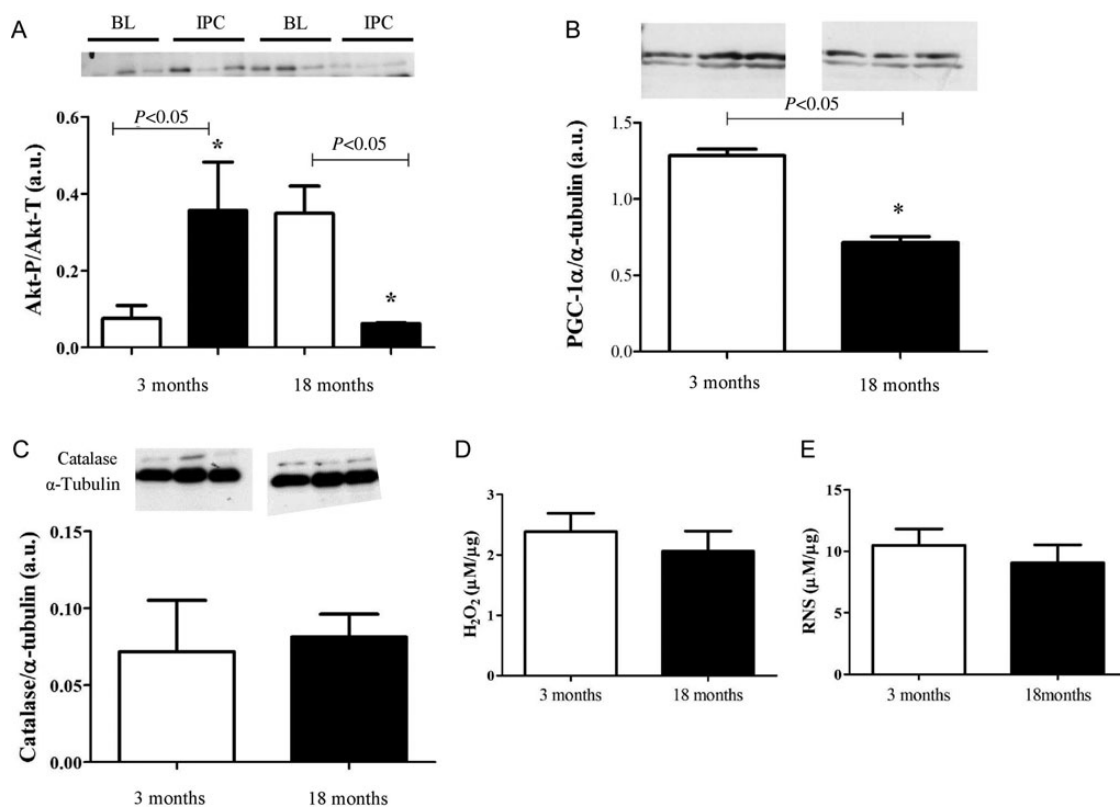 A
BL IPC BL IPC
P<0.05
*
P<0.05
*
Akt-P/Akt-T (a.u.)
0.6
0.4
0.2
0.0
3 months 18 months
B
P<0.05
*
PGC-1α/α-tubulin (a.u.)
1.5
1.0
0.5
0.0
3 months 18 months
C
Catalase
α-Tubulin
Catalase/α-tubulin (a.u.)
0.15
0.10
0.05
0.00
3 months 18 months
D
H₂O₂ (μM/μg)
3
2
1
0
3 months 18 months
E
RNS (μM/μg)
15
10
5
0
3 months 18months